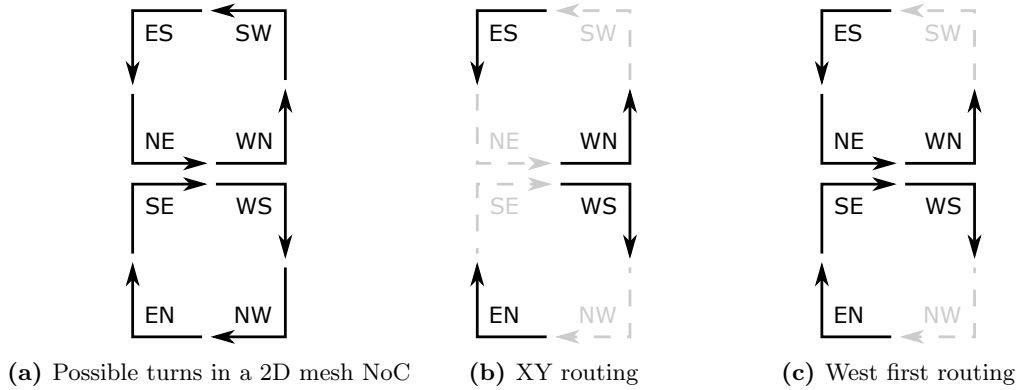 ES SW ES SW ES SW
NE WN NE WN NE WN
SE WS SE WS SE WS
EN NW EN NW EN NW
(a) Possible turns in a 2D mesh NoC (b) XY routing (c) West first routing